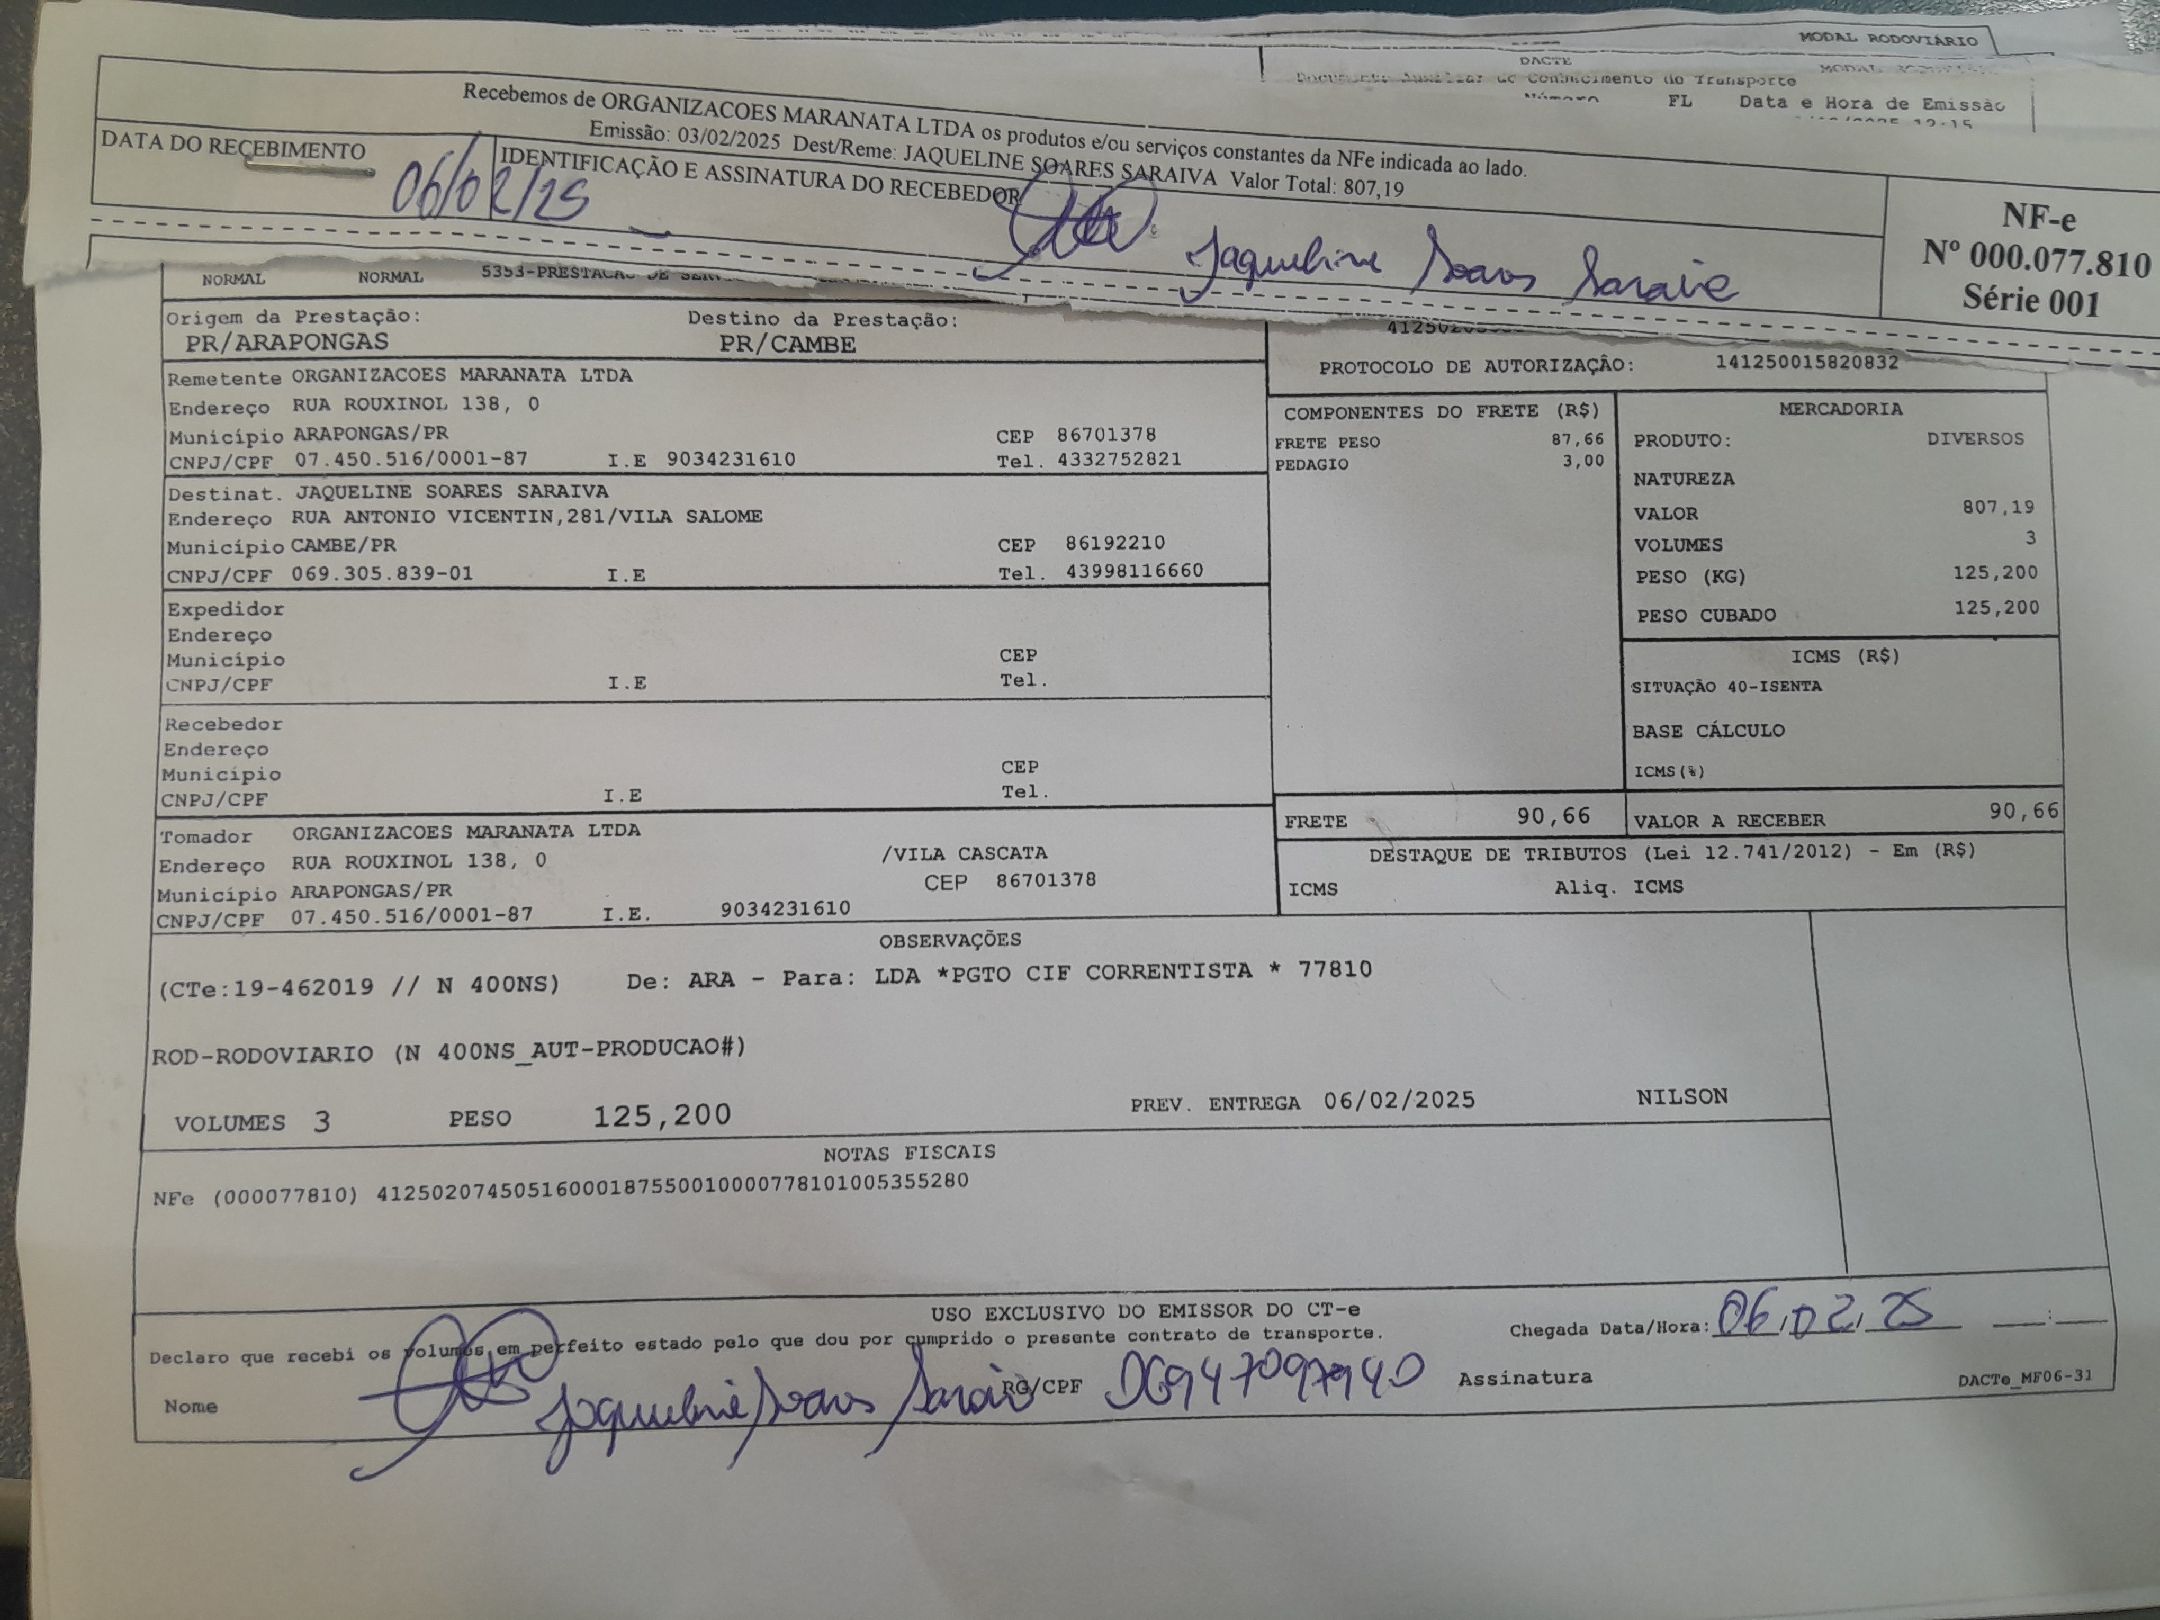 MODAL RODOVIÁRIO
DACTE
Documento Auxiliar de Conhecimento do Transporte
Número FL Data e Hora de Emissão
Recebemos de ORGANIZACOES MARANATA LTDA os produtos e/ou serviços constantes da NFe indicada ao lado.
Emissão: 03/02/2025 Dest/Reme: JAQUELINE SOARES SARAIVA Valor Total: 807,19
DATA DO RECEBIMENTO
06/02/25
IDENTIFICAÇÃO E ASSINATURA DO RECEBEDOR
Jaqueline Soares Saraiva
NF-e
Nº 000.077.810
Série 001
NORMAL NORMAL 5353-PRESTACAO DE
Origem da Prestação: Destino da Prestação:
PR/ARAPONGAS PR/CAMBE
PROTOCOLO DE AUTORIZAÇÃO: 141250015820832
Remetente ORGANIZACOES MARANATA LTDA
Endereço RUA ROUXINOL 138, 0
Município ARAPONGAS/PR CEP 86701378
CNPJ/CPF 07.450.516/0001-87 I.E 9034231610 Tel. 4332752821
Destinat. JAQUELINE SOARES SARAIVA
Endereço RUA ANTONIO VICENTIN,281/VILA SALOME
Município CAMBE/PR CEP 86192210
CNPJ/CPF 069.305.839-01 I.E Tel. 43998116660
Expedidor
Endereço
Município CEP
CNPJ/CPF I.E Tel.
Recebedor
Endereço
Município CEP
CNPJ/CPF I.E Tel.
Tomador ORGANIZACOES MARANATA LTDA
Endereço RUA ROUXINOL 138, 0 /VILA CASCATA
Município ARAPONGAS/PR CEP 86701378
CNPJ/CPF 07.450.516/0001-87 I.E. 9034231610
COMPONENTES DO FRETE (R$)
FRETE PESO 87,66
PEDAGIO 3,00
MERCADORIA
PRODUTO: DIVERSOS
NATUREZA
VALOR 807,19
VOLUMES 3
PESO (KG) 125,200
PESO CUBADO 125,200
ICMS (R$)
SITUAÇÃO 40-ISENTA
BASE CÁLCULO
ICMS(%)
FRETE 90,66 VALOR A RECEBER 90,66
DESTAQUE DE TRIBUTOS (Lei 12.741/2012) - Em (R$)
ICMS Aliq. ICMS
OBSERVAÇÕES
(CTe:19-462019 // N 400NS) De: ARA - Para: LDA *PGTO CIF CORRENTISTA * 77810
ROD-RODOVIARIO (N 400NS_AUT-PRODUCAO#)
VOLUMES 3 PESO 125,200 PREV. ENTREGA 06/02/2025 NILSON
NOTAS FISCAIS
NFe (000077810) 41250207450516000187550010000778101005355280
USO EXCLUSIVO DO EMISSOR DO CT-e
Declaro que recebi os volumes em perfeito estado pelo que dou por cumprido o presente contrato de transporte.
Chegada Data/Hora: 06/02/25 __:__
Nome Jaqueline Soares Saraiva RG/CPF Assinatura
DACTe_MF06-31